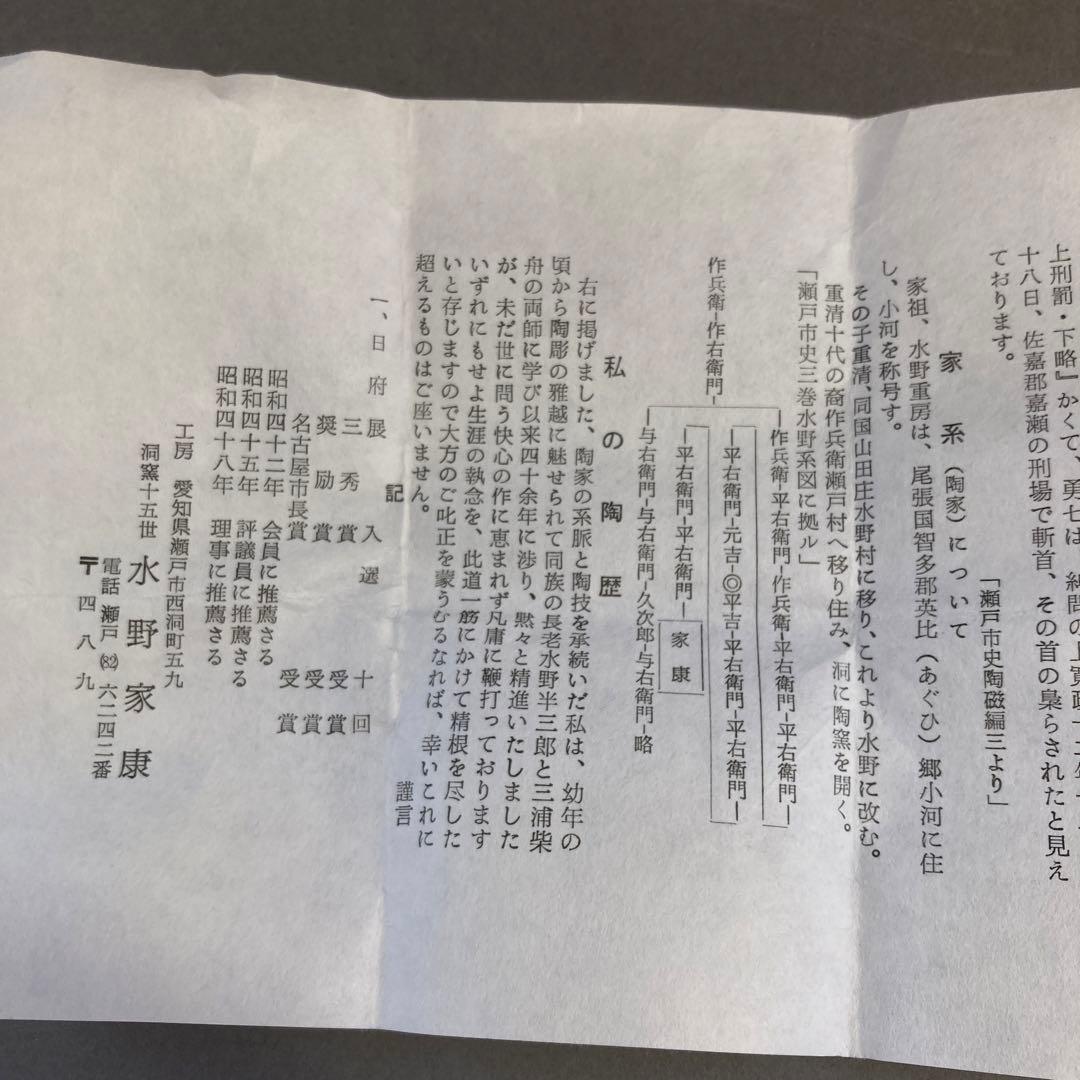 上刑罰・下略』かくて、勇七は、糾問の上寛政十二年十
十八日、佐嘉郡嘉瀬の刑場で斬首、その首の梟らされたと見え
ております。
「瀬戸市史陶磁編三より」
家系(陶家)について
家祖、水野重房は、尾張国智多郡英比(あぐひ)郷小河に住
し、小河を称号す。
その子重清、同国山田庄水野村に移り、これより水野に改む。
重清十代の裔作兵衛瀬戸村へ移り住み、洞に陶窯を開く。
「瀬戸市史三巻水野系図に拠ル」
作兵衛-作右衛門-
作兵衛-平右衛門-作兵衛-平右衛門-平右衛門-
平右衛門-元吉-◎平吉-平右衛門-平右衛門-
平右衛門-平右衛門-家康
与右衛門-与右衛門-久次郎-与右衛門-略
私の陶歴
右に掲げました、陶家の系脈と陶技を承続いだ私は、幼年の
頃から陶彫の雅越に魅せられて同族の長老水野半三郎と三浦柴
舟の両師に学び以来四十余年に渉り、黙々と精進いたしました
が、未だ世に問う快心の作に恵まれず凡庸に鞭打っております
いずれにもせよ生涯の執念を、此道一筋にかけて精根を尽した
いと存じますので大方のご叱正を蒙うむるなれば、幸いこれに
超えるものはご座いません。
謹言
記
一、日府展 入選 十回
三秀賞 受賞
奨励賞 受賞
名古屋市長賞 受賞
昭和四十二年 会員に推薦さる
昭和四十五年 評議員に推薦さる
昭和四十八年 理事に推薦さる
工房 愛知県瀬戸市西洞町五九
洞窯十五世 水野家康
電話 瀬戸(82)六二四二番
〒四八九